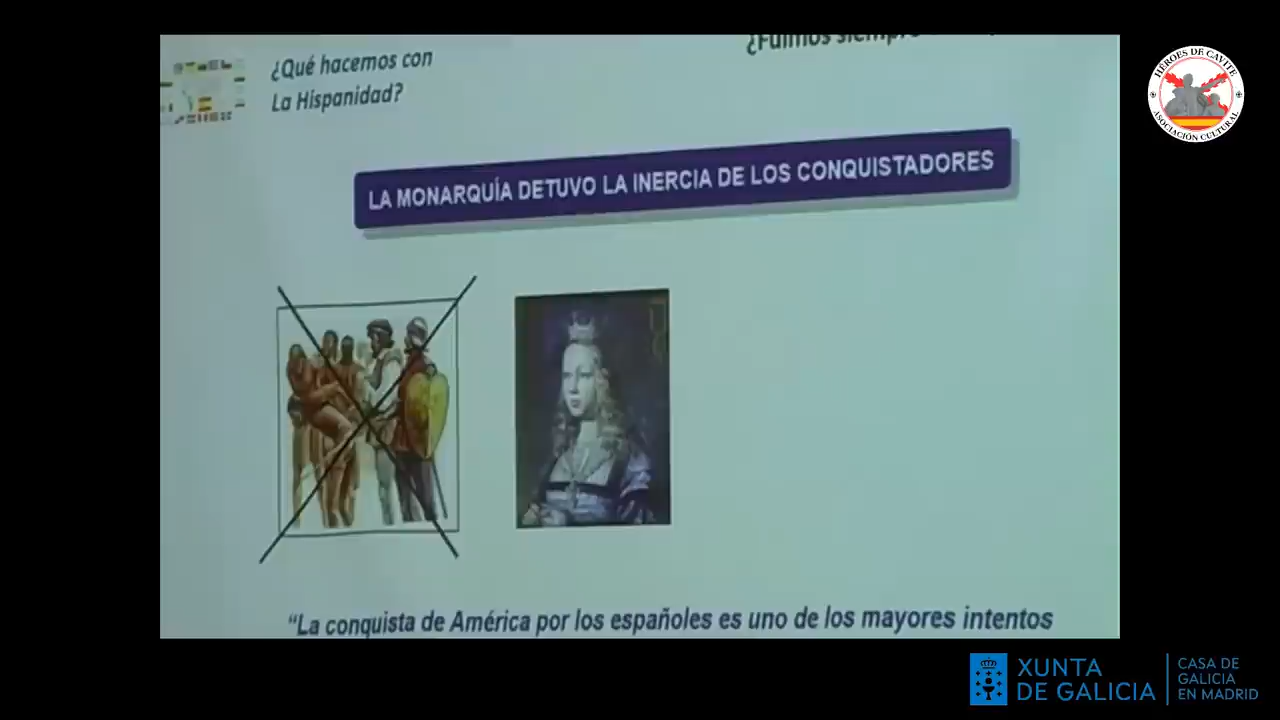 ¿Qué hacemos con
La Hispanidad?
¿Fuimos siempre
HÉROES DE CAVITE
ASOCIACIÓN CULTURAL
LA MONARQUÍA DETUVO LA INERCIA DE LOS CONQUISTADORES
“La conquista de América por los españoles es uno de los mayores intentos
XUNTA
DE GALICIA
CASA DE
GALICIA
EN MADRID